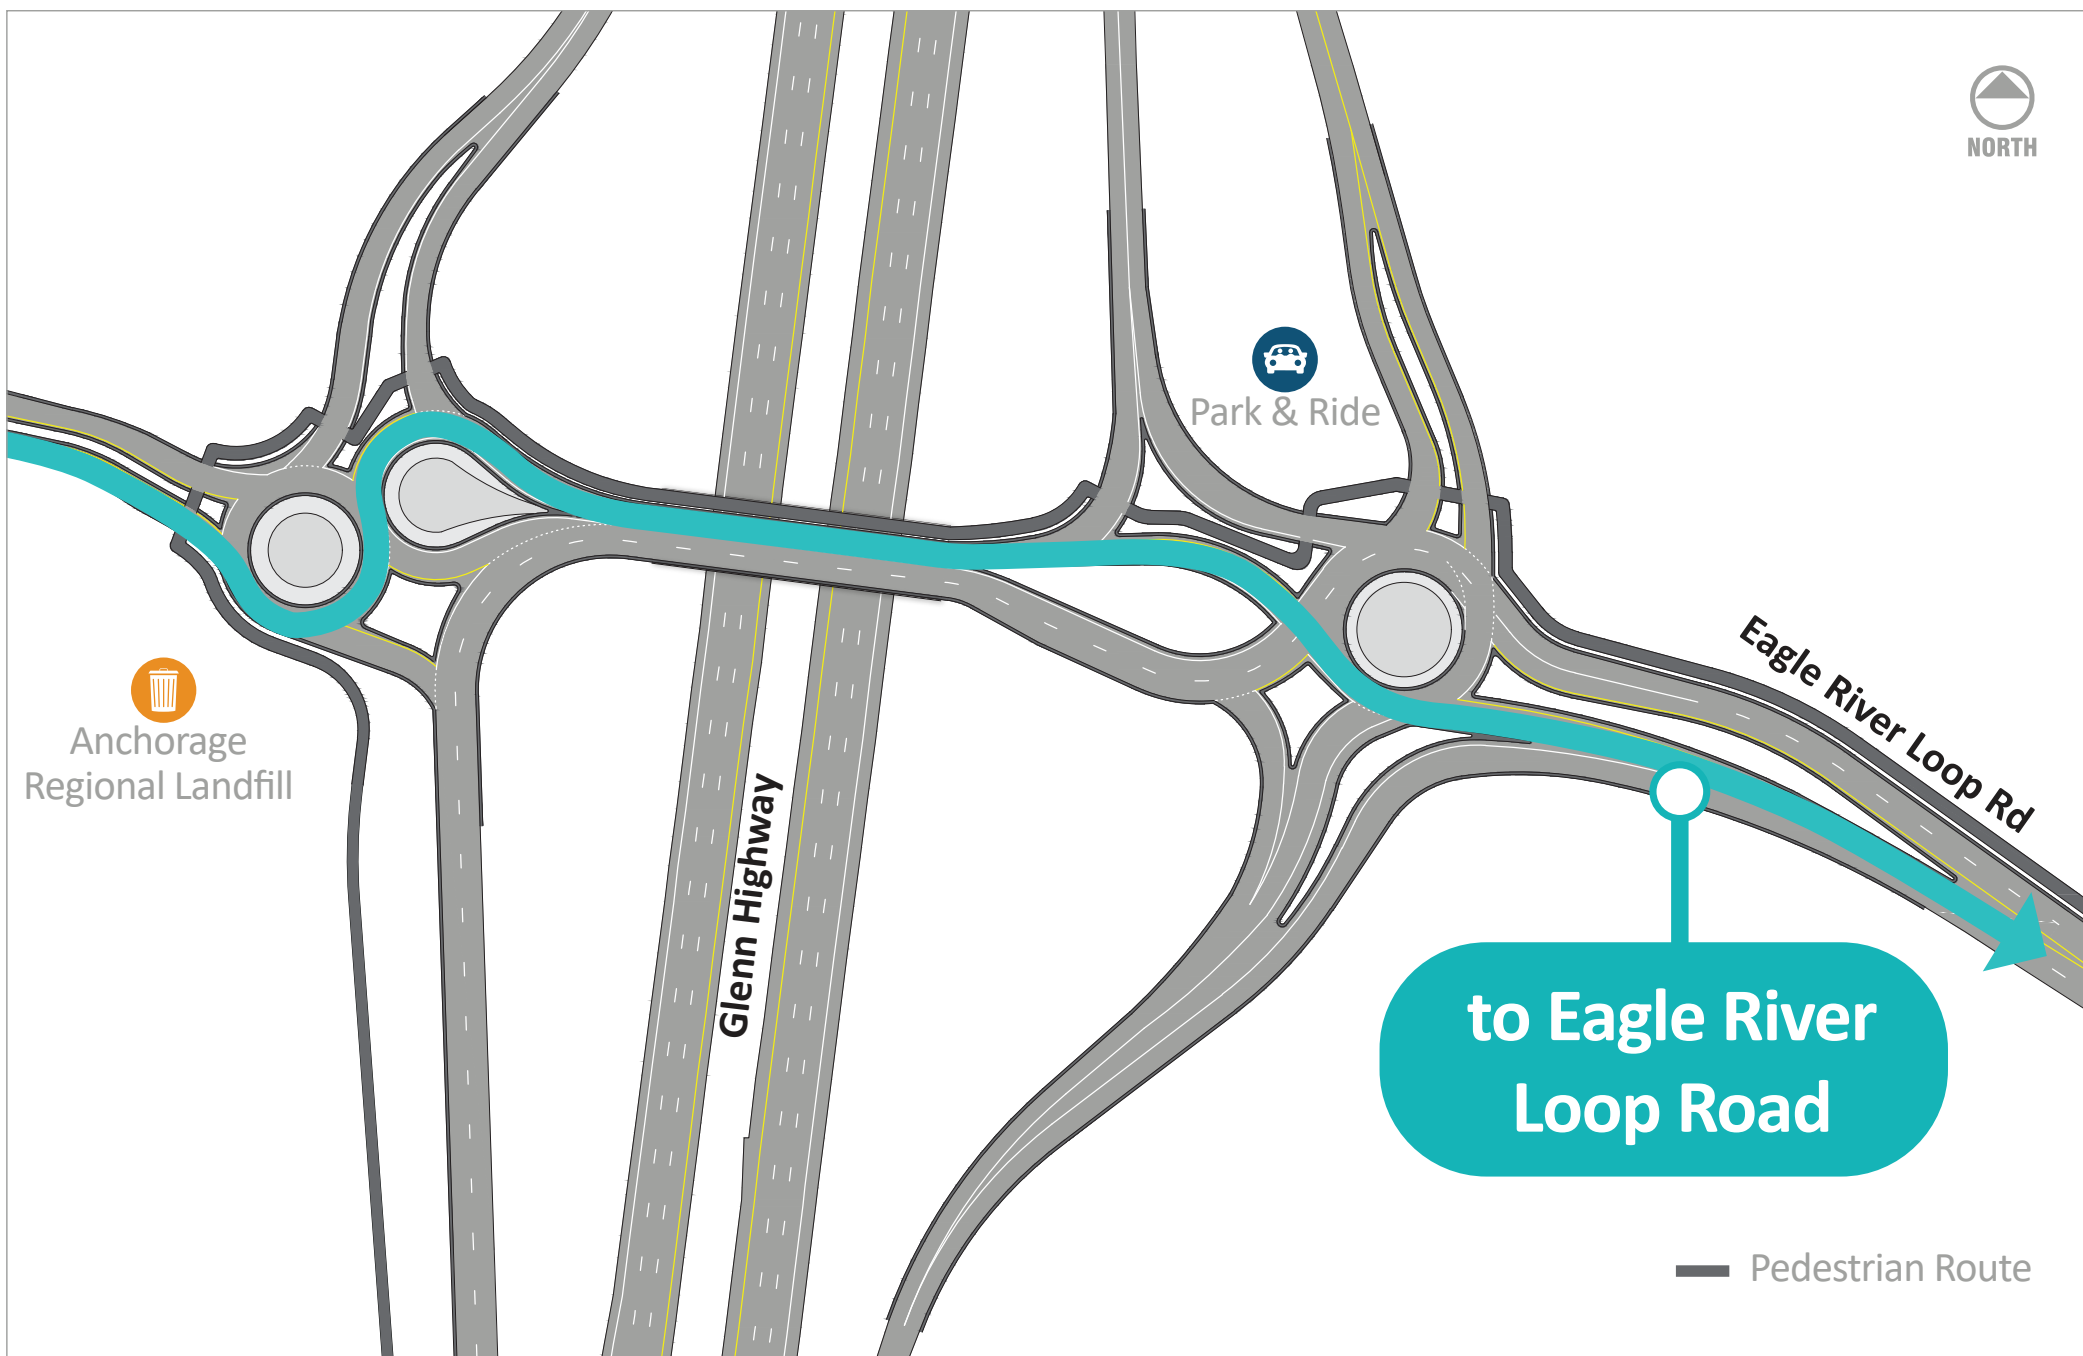 NORTH
Park & Ride
Eagle River Loop Rd
Anchorage
Regional Landfill
Glenn Highway
to Eagle River
Loop Road
Pedestrian Route